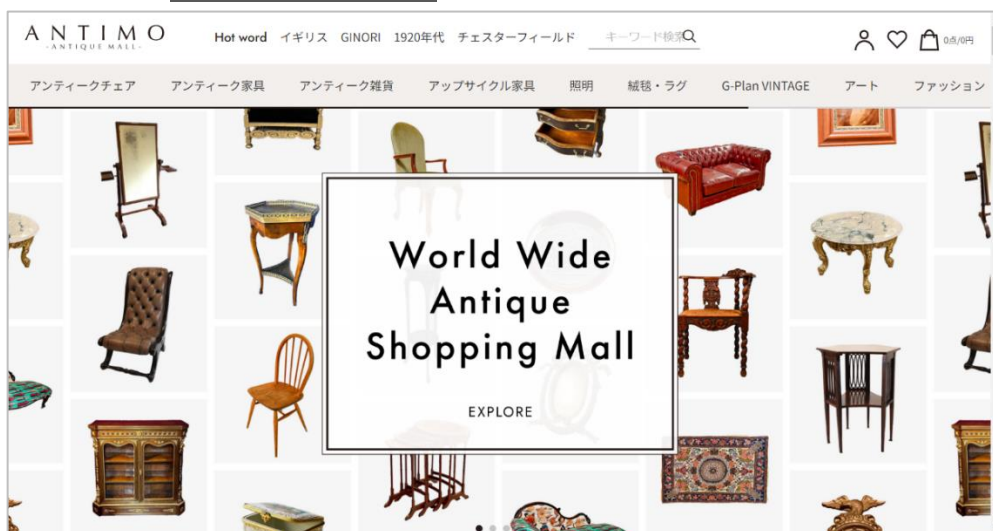 ANTIMO
-ANTIQUE MALL-
Hot word イギリス GINORI 1920年代 チェスターフィールド キーワード検索 0点/0円
アンティークチェア アンティーク家具 アンティーク雑貨 アップサイクル家具 照明 絨毯・ラグ G-Plan VINTAGE アート ファッション
World Wide
Antique
Shopping Mall
EXPLORE